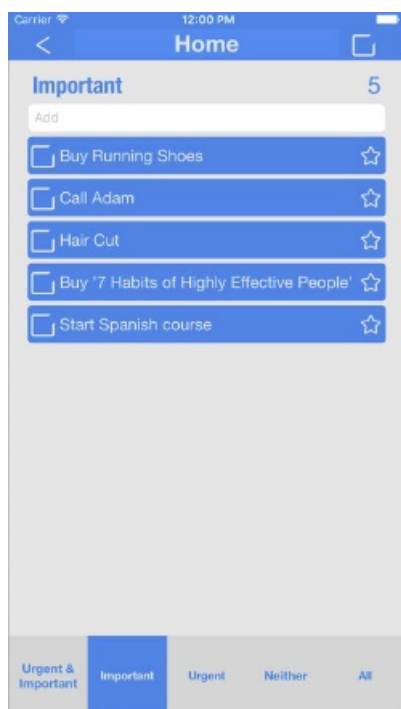 Carrier 12:00 PM
< Home
Important 5
Add
Buy Running Shoes
Call Adam
Hair Cut
Buy '7 Habits of Highly Effective People'
Start Spanish course
Urgent &
Important
Important Urgent Neither All